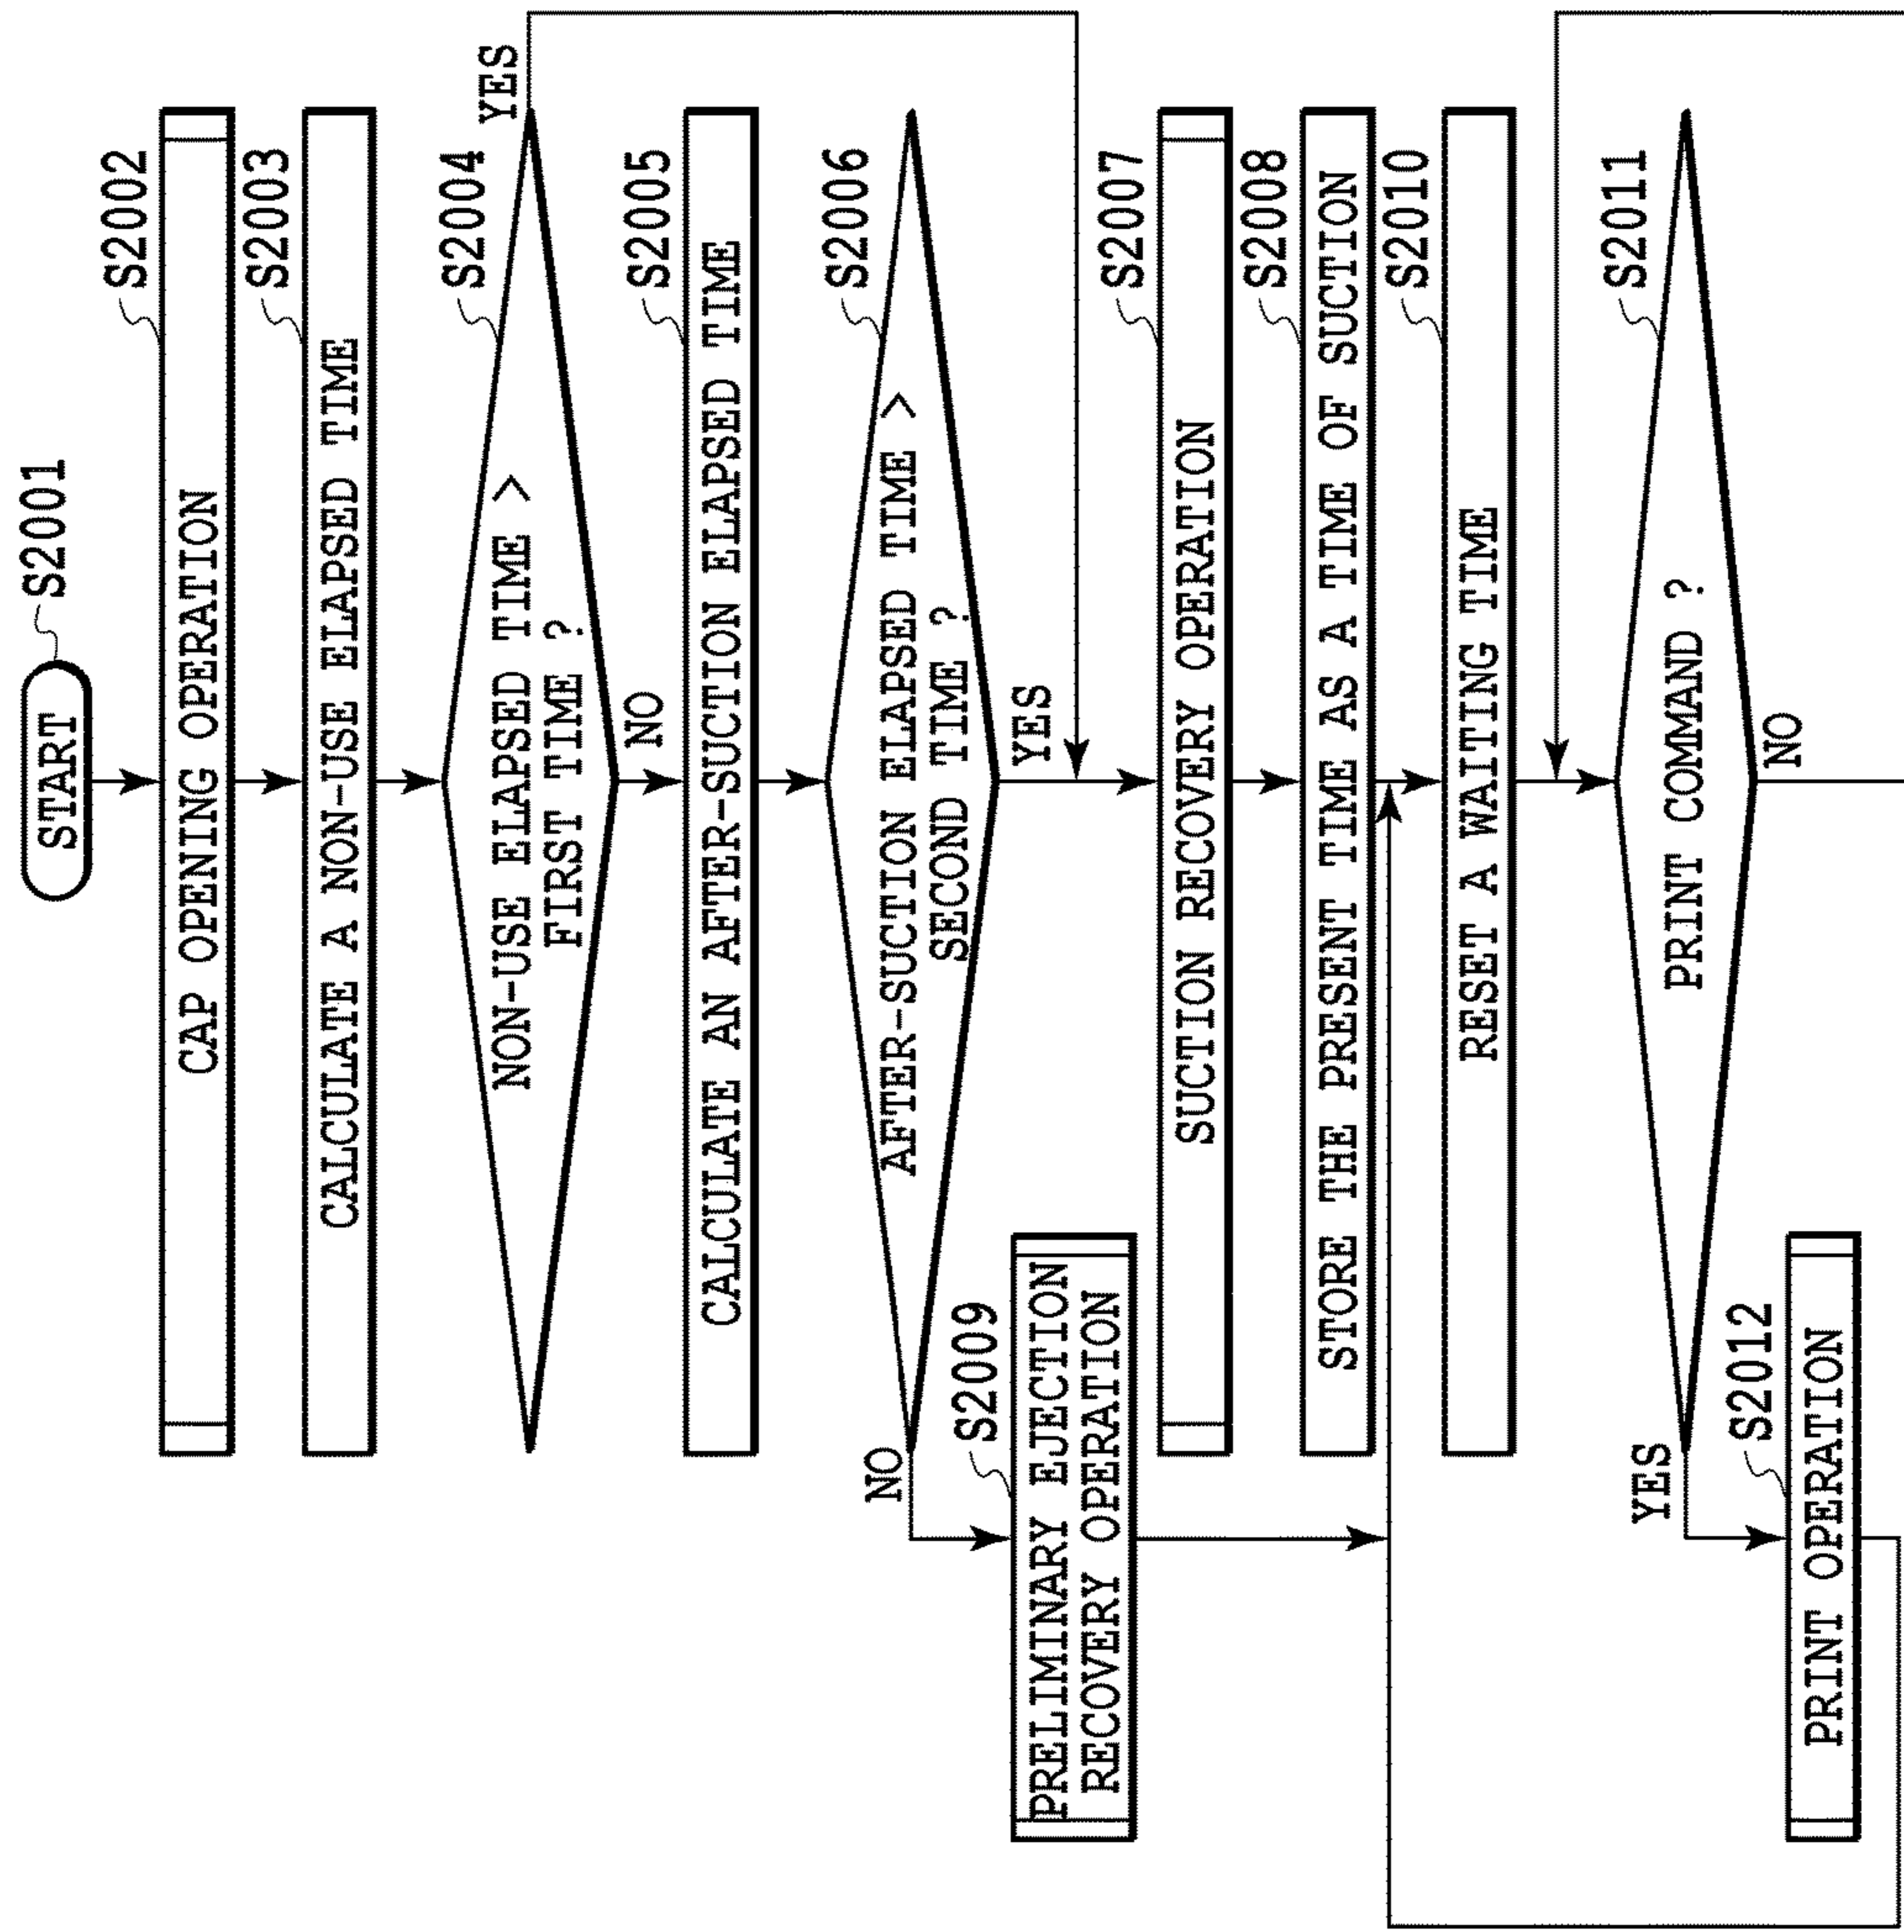 START
S2001
S2002
CAP OPENING OPERATION
S2003
CALCULATE A NON-USE ELAPSED TIME
S2004
NON-USE ELAPSED TIME >
FIRST TIME ?
YES
NO
S2005
CALCULATE AN AFTER-SUCTION ELAPSED TIME
S2006
AFTER-SUCTION ELAPSED TIME >
SECOND TIME ?
NO
YES
S2009
PRELIMINARY EJECTION
RECOVERY OPERATION
S2007
SUCTION RECOVERY OPERATION
S2008
STORE THE PRESENT TIME AS A TIME OF SUCTION
S2010
RESET A WAITING TIME
S2011
PRINT COMMAND ?
YES
NO
S2012
PRINT OPERATION